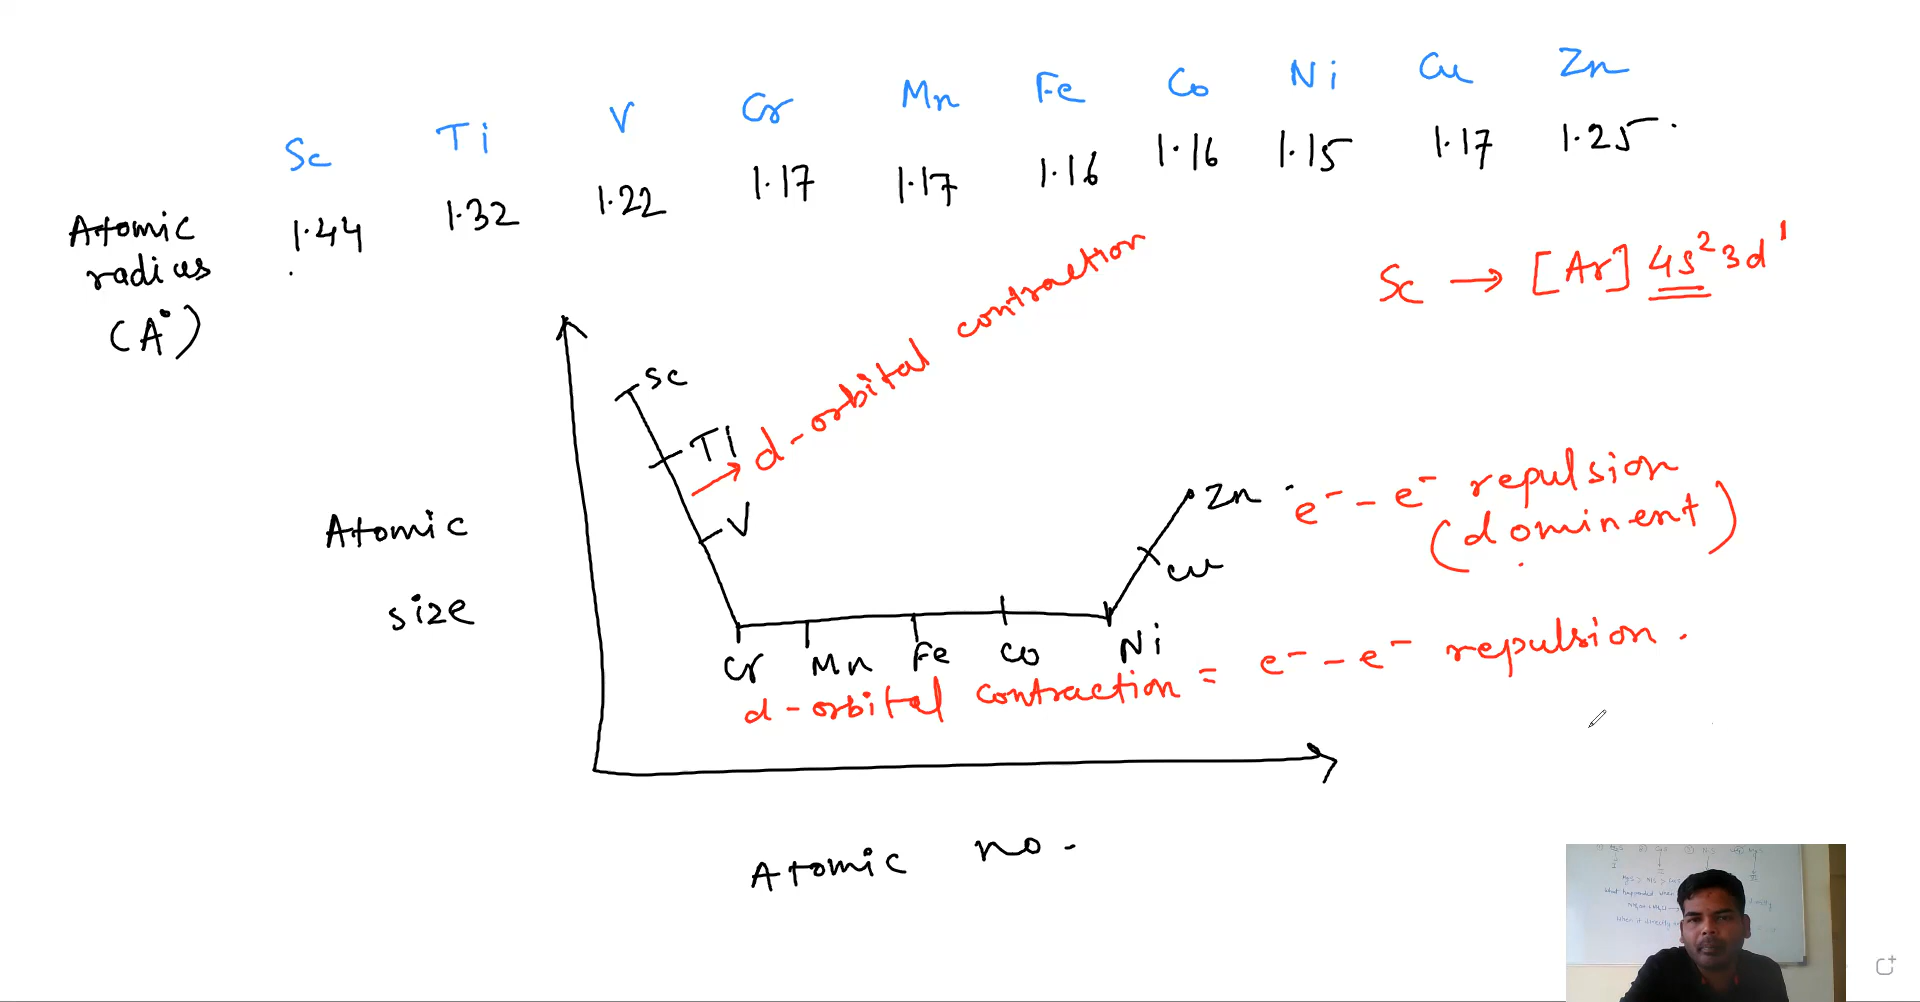 Sc Ti V Cr Mn Fe Co Ni Cu Zn
Atomic radius (A°) 1.44 1.32 1.22 1.17 1.17 1.16 1.16 1.15 1.17 1.25
Sc → [Ar] 4s² 3d¹
d-orbital contraction
Sc
Ti
V
Zn
e⁻ - e⁻ repulsion
(dominent)
Cu
Atomic
size
Cr Mn Fe Co Ni
d-orbital contraction = e⁻ - e⁻ repulsion.
Atomic no.